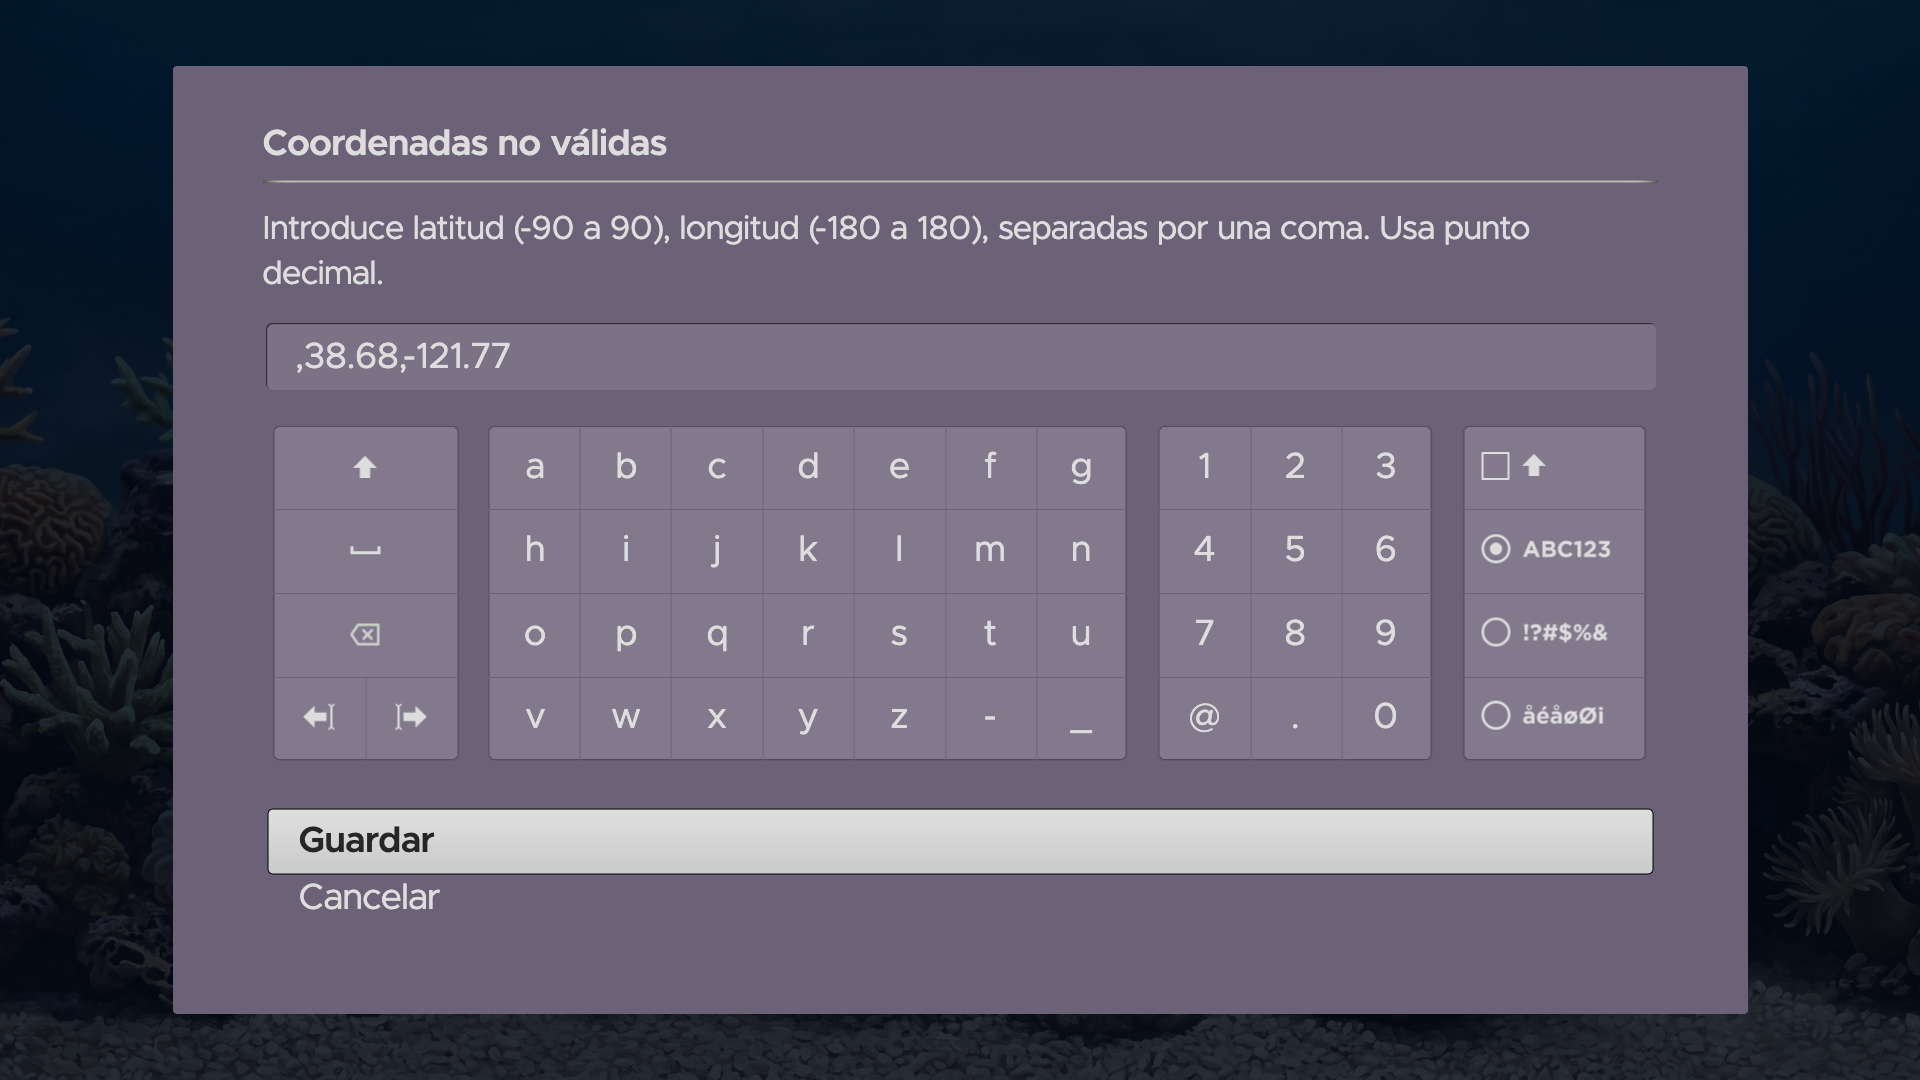 Coordenadas no válidas
Introduce latitud (-90 a 90), longitud (-180 a 180), separadas por una coma. Usa punto
decimal.
,38.68,-121.77
a b c d e f g 1 2 3
h i j k l m n 4 5 6 ABC123
o p q r s t u 7 8 9 !?#$%&
v w x y z - _ @ . 0 åéåøØi
Guardar
Cancelar